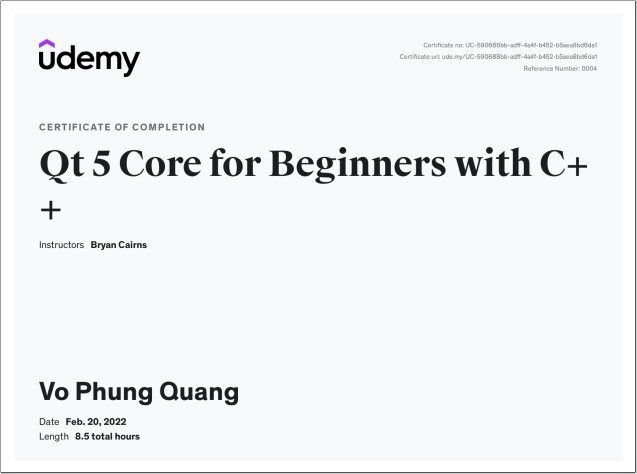 udemy
Certificate no: UC-590688bb-adff-4a4f-b452-b5aea8bd6da1
Certificate url: ude.my/UC-590688bb-adff-4a4f-b452-b5aea8bd6da1
Reference Number: 0004
CERTIFICATE OF COMPLETION
Qt 5 Core for Beginners with C+
+
Instructors Bryan Cairns
Vo Phung Quang
Date Feb. 20, 2022
Length 8.5 total hours